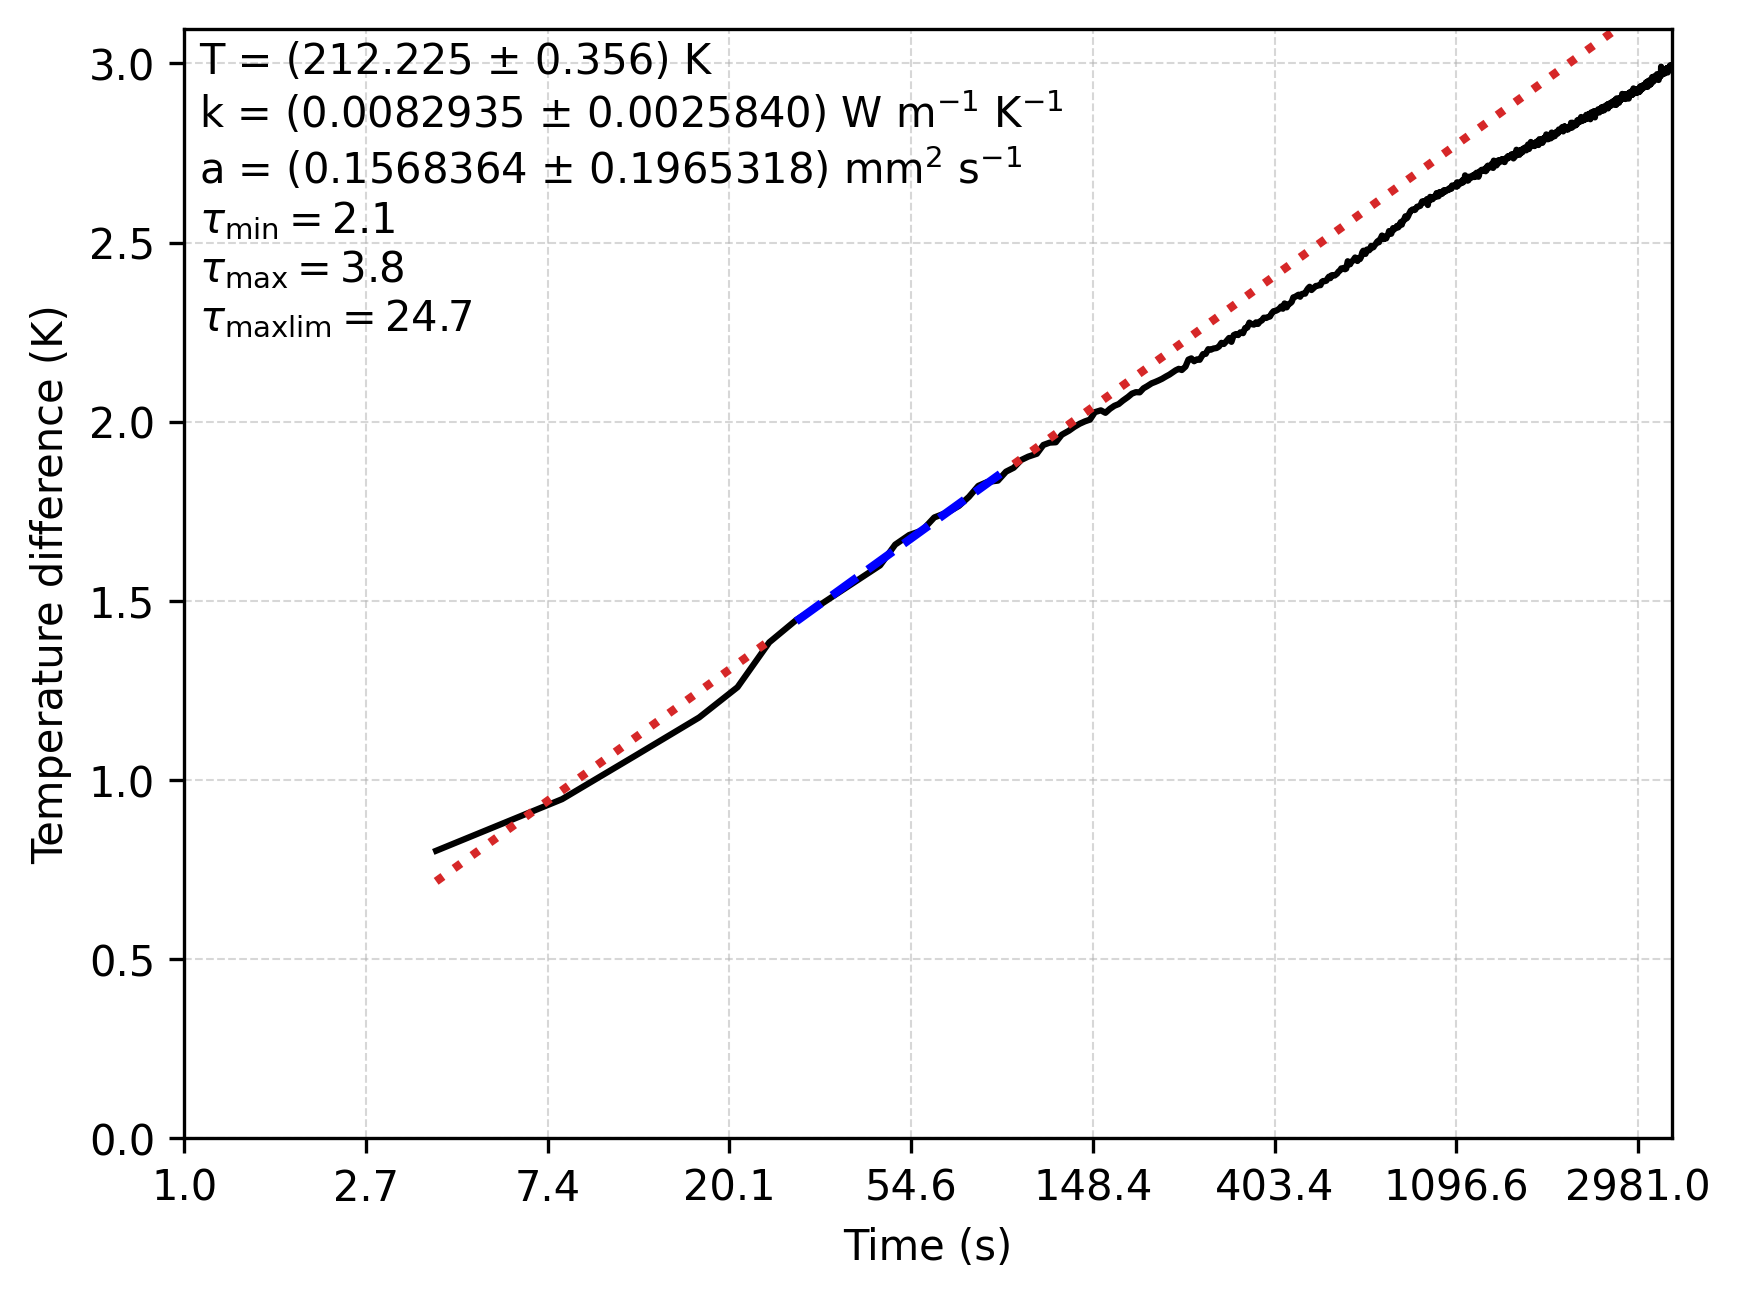 T = (212.225 ± 0.356) K
k = (0.0082935 ± 0.0025840) W m⁻¹ K⁻¹
a = (0.1568364 ± 0.1965318) mm² s⁻¹
τmin = 2.1
τmax = 3.8
τmaxlim = 24.7
Temperature difference (K)
3.0
2.5
2.0
1.5
1.0
0.5
0.0
1.0 2.7 7.4 20.1 54.6 148.4 403.4 1096.6 2981.0
Time (s)